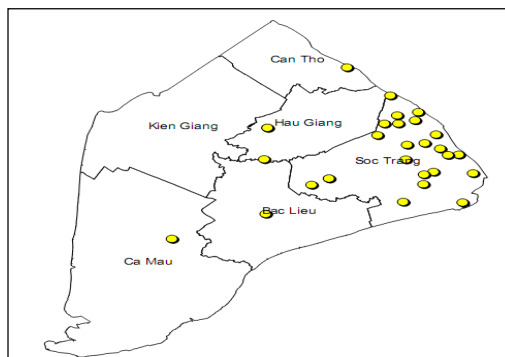 Can Tho
Kien Giang
Hau Giang
Soc Trang
Bac Lieu
Ca Mau